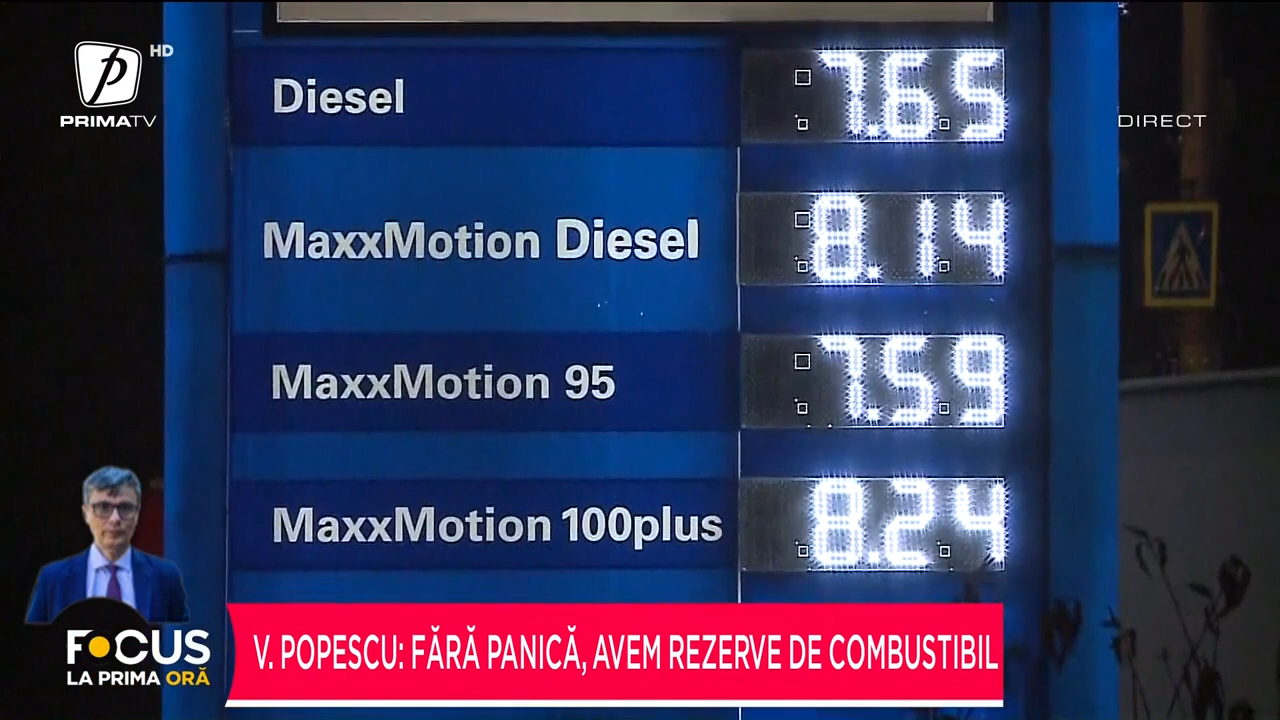 PRIMATV HD
DIRECT
Diesel 7.65
MaxxMotion Diesel 8.14
MaxxMotion 95 7.59
MaxxMotion 100plus 8.24
FOCUS
LA PRIMA ORĂ
V. POPESCU: FĂRĂ PANICĂ, AVEM REZERVE DE COMBUSTIBIL